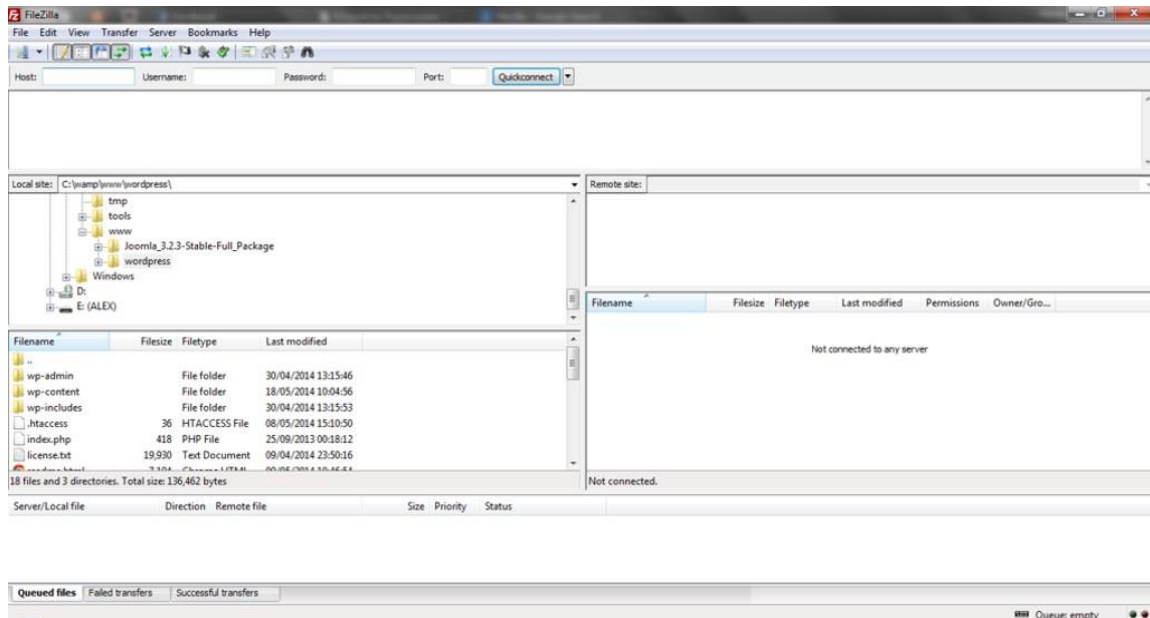 FileZilla
File Edit View Transfer Server Bookmarks Help
Host: Username: Password: Port: Quickconnect
Local site: C:\wamp\www\wordpress\
Remote site:
tmp
tools
www
Joomla_3.2.3-Stable-Full_Package
wordpress
Windows
D:
E: (ALEX)
Filename Filesize Filetype Last modified Permissions Owner/Gro...
Not connected to any server
Filename Filesize Filetype Last modified
..
wp-admin File folder 30/04/2014 13:15:46
wp-content File folder 18/05/2014 10:04:56
wp-includes File folder 30/04/2014 13:15:53
.htaccess 36 HTACCESS File 08/05/2014 15:10:50
index.php 418 PHP File 25/09/2013 00:18:12
license.txt 19,930 Text Document 09/04/2014 23:50:16
18 files and 3 directories. Total size: 136,462 bytes
Not connected.
Server/Local file Direction Remote file Size Priority Status
Queued files Failed transfers Successful transfers
Queue: empty